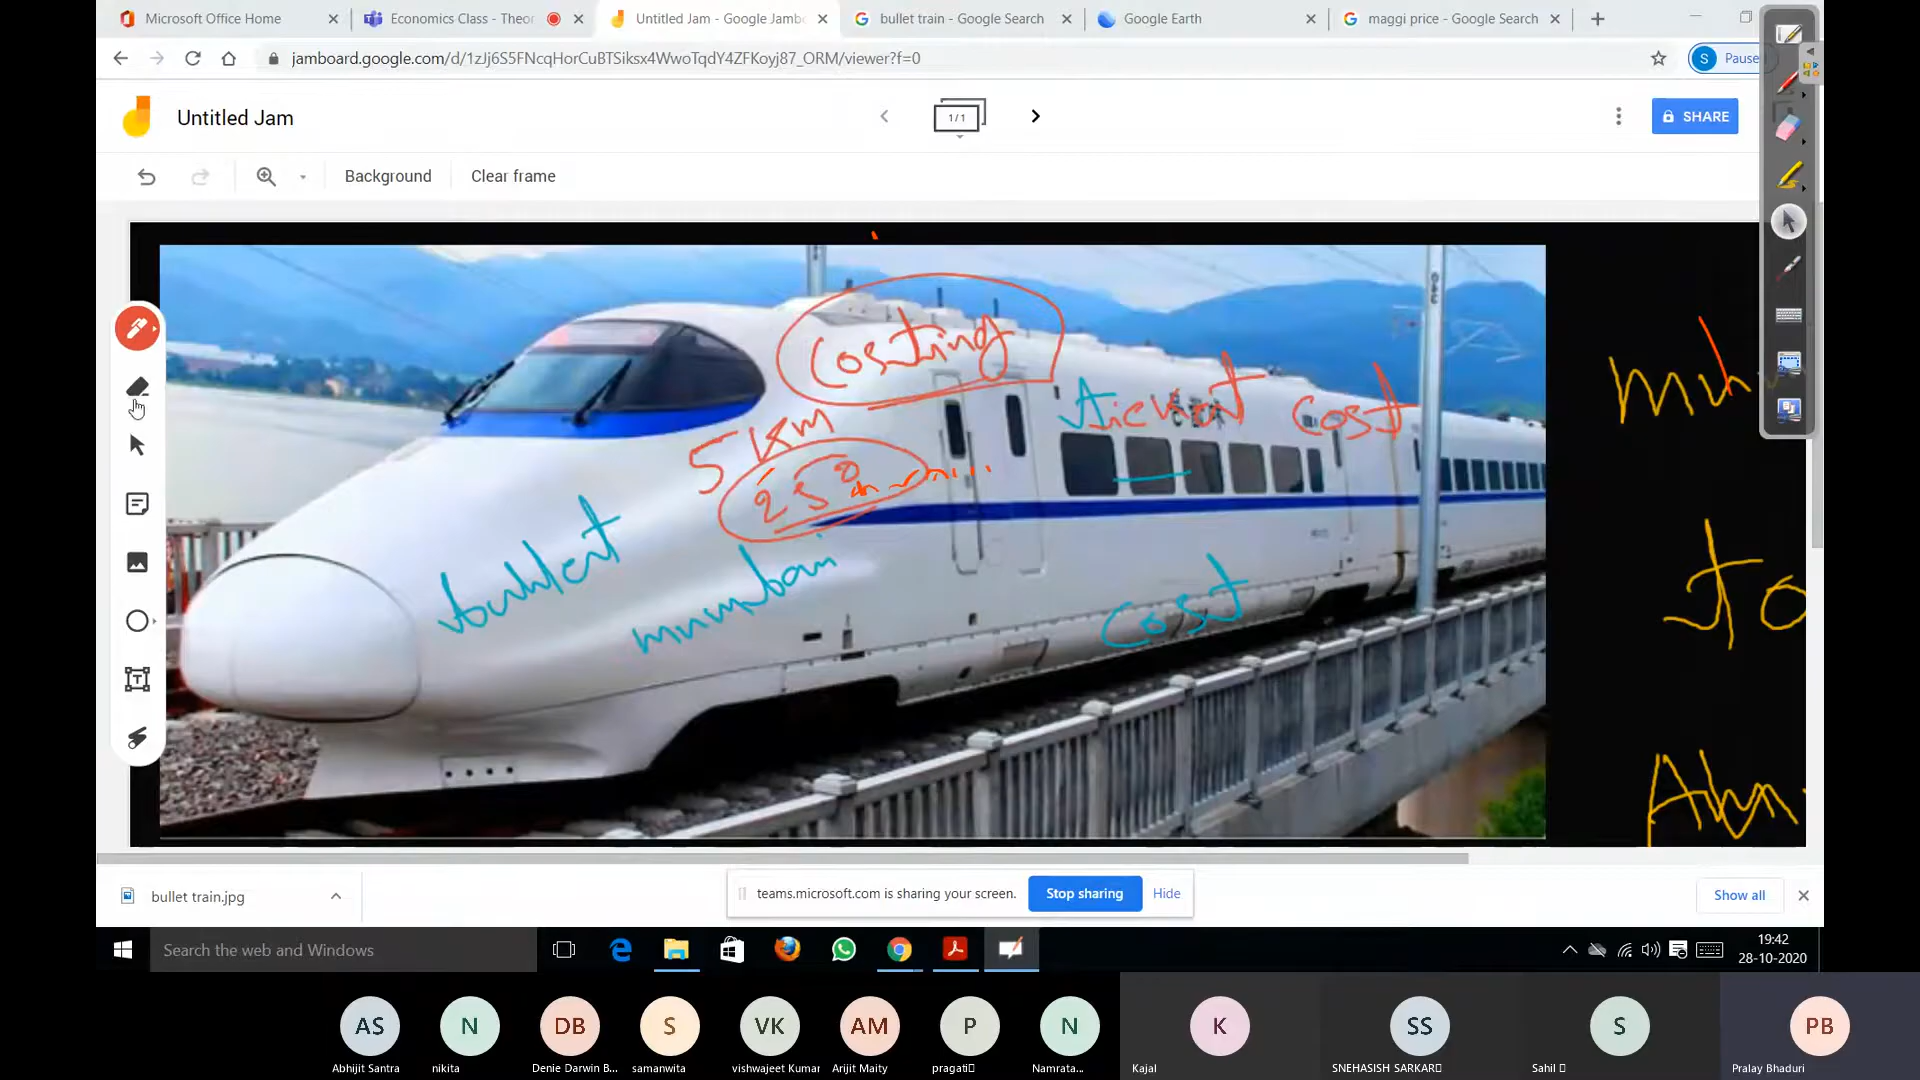 Microsoft Office Home
Economics Class - Theor
Untitled Jam - Google Jambo
bullet train - Google Search
Google Earth
maggi price - Google Search
jamboard.google.com/d/1zJj6S5FNcqHorCuBTSiksx4WwoTqdY4ZFKoyj87_ORM/viewer?f=0
S Pause
Untitled Jam
1/1
SHARE
Background
Clear frame
Costing
cost
5 Km
250
mumbai
cost
bullet train.jpg
teams.microsoft.com is sharing your screen.
Stop sharing
Hide
Show all
Search the web and Windows
19:42
28-10-2020
AS
N
DB
S
VK
AM
P
N
K
SS
S
PB
Abhijit Santra
nikita
Denie Darwin B...
samanwita
vishwajeet Kumar
Arijit Maity
pragati
Namrata...
Kajal
SNEHASISH SARKAR
Sahil
Pralay Bhaduri